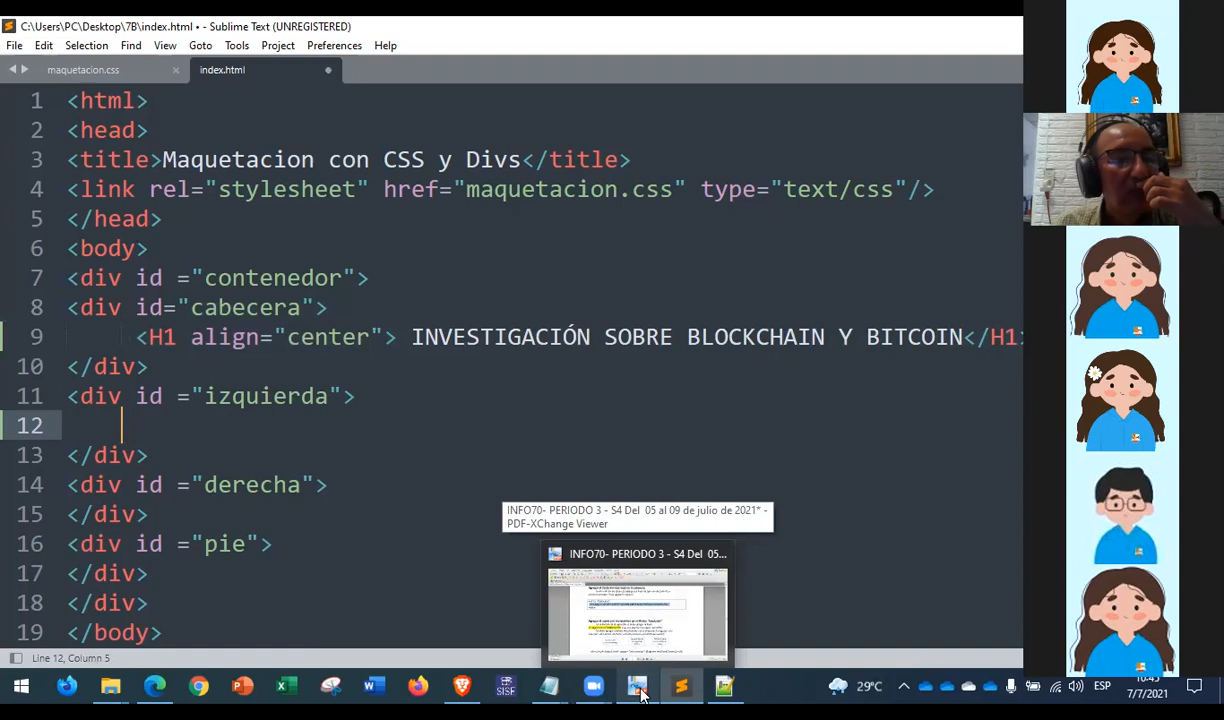 C:\Users\PC\Desktop\7B\index.html • - Sublime Text (UNREGISTERED)
File Edit Selection Find View Goto Tools Project Preferences Help
maquetacion.css × index.html
1 <html>
2 <head>
3 <title>Maquetacion con CSS y Divs</title>
4 <link rel="stylesheet" href="maquetacion.css" type="text/css"/>
5 </head>
6 <body>
7 <div id ="contenedor">
8 <div id="cabecera">
9 <H1 align="center"> INVESTIGACIÓN SOBRE BLOCKCHAIN Y BITCOIN</H1>
10 </div>
11 <div id ="izquierda">
12
13 </div>
14 <div id ="derecha">
15 </div>
16 <div id ="pie">
17 </div>
18 </div>
19 </body>
INFO70- PERIODO 3 - S4 Del 05 al 09 de julio de 2021* -
PDF-XChange Viewer
INFO70- PERIODO 3 - S4 Del 05...
Line 12, Column 5
SISF
29°C
ESP
10:45
7/7/2021